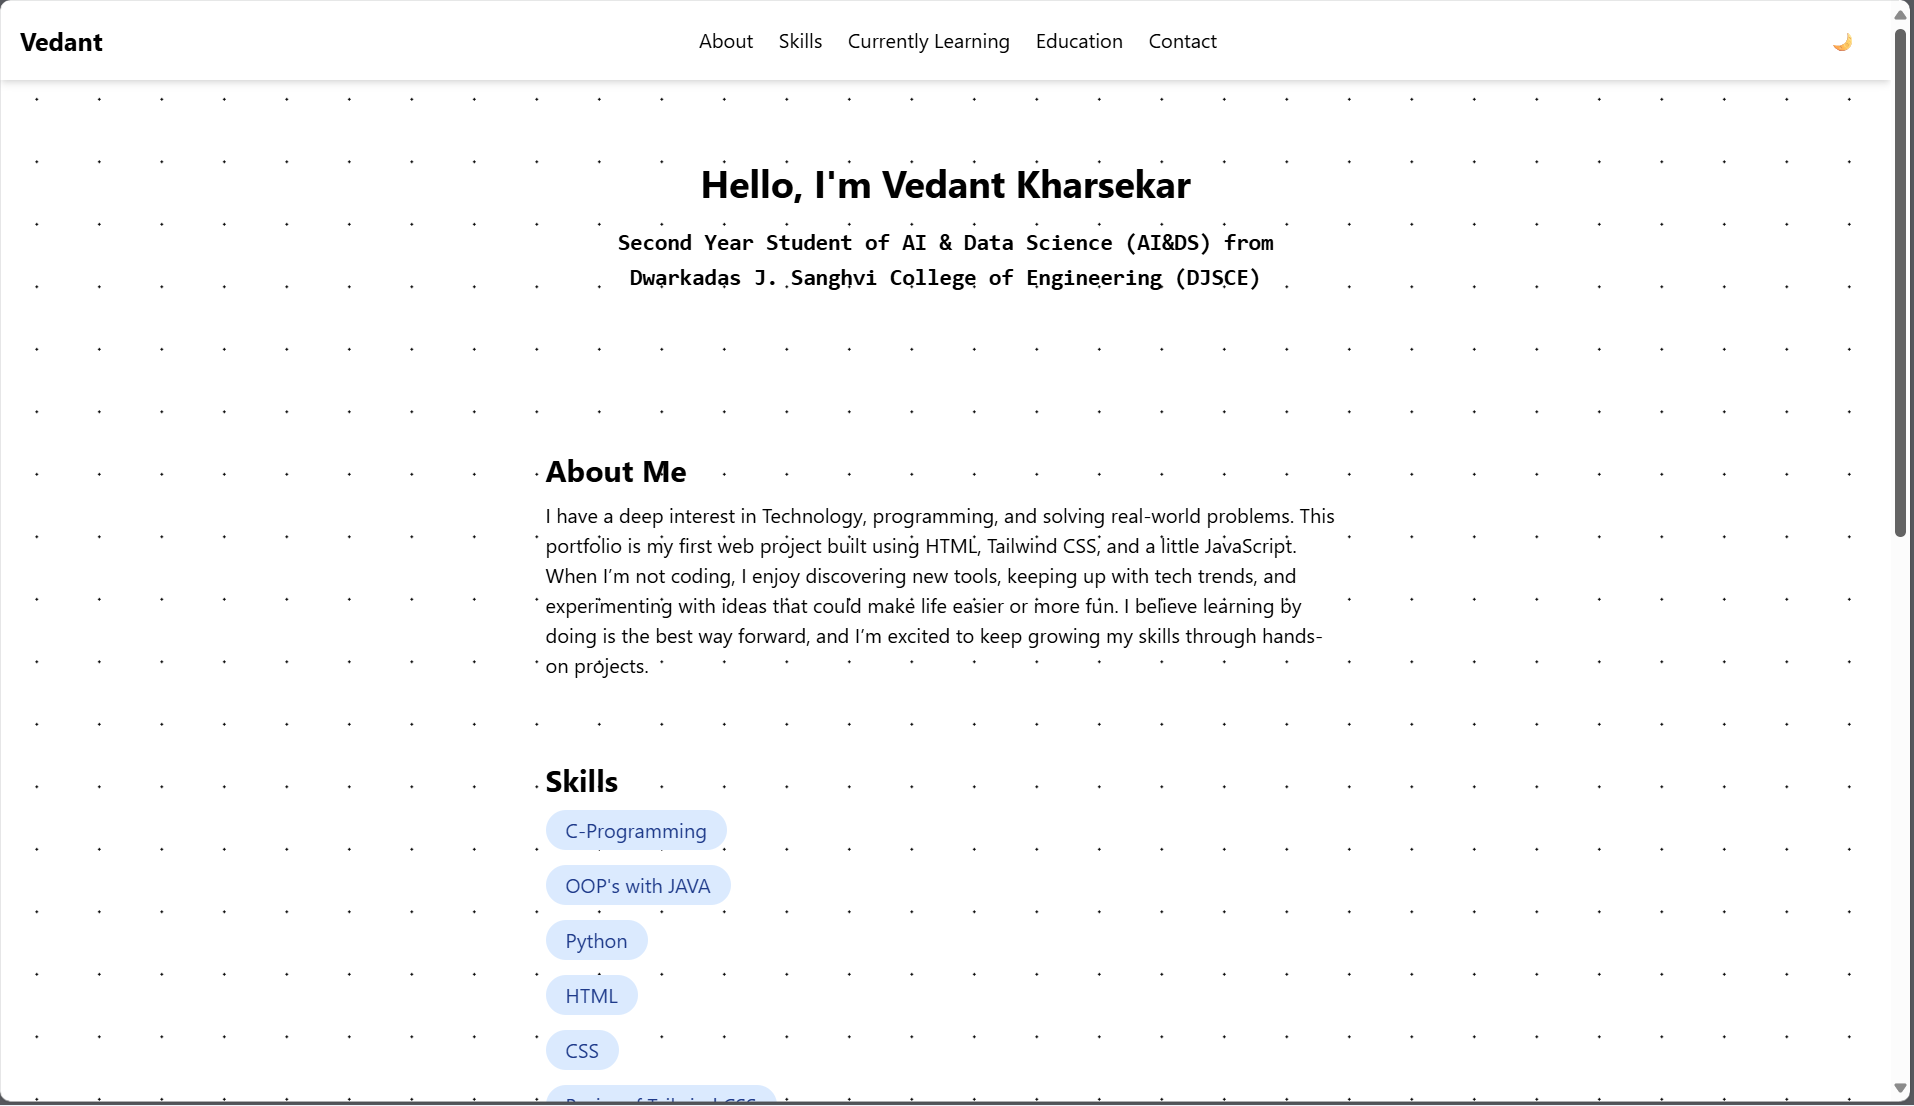 Vedant
About Skills Currently Learning Education Contact
Hello, I'm Vedant Kharsekar
Second Year Student of AI & Data Science (AI&DS) from
Dwarkadas J. Sanghvi College of Engineering (DJSCE)
About Me
I have a deep interest in Technology, programming, and solving real-world problems. This
portfolio is my first web project built using HTML, Tailwind CSS, and a little JavaScript.
When I’m not coding, I enjoy discovering new tools, keeping up with tech trends, and
experimenting with ideas that could make life easier or more fun. I believe learning by
doing is the best way forward, and I’m excited to keep growing my skills through hands-
on projects.
Skills
C-Programming
OOP's with JAVA
Python
HTML
CSS
of Tailwind CSS